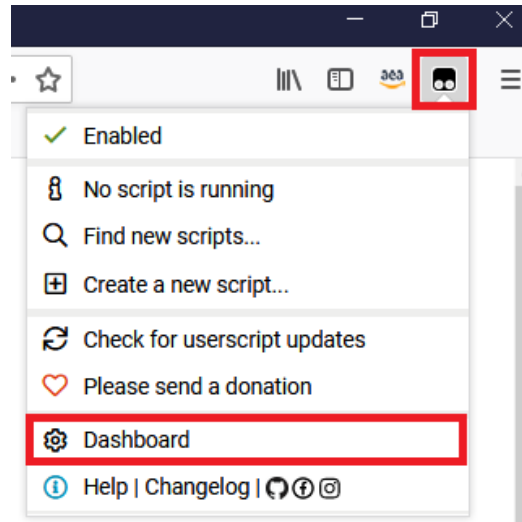 aea
Enabled
No script is running
Find new scripts...
Create a new script...
Check for userscript updates
Please send a donation
Dashboard
Help | Changelog |